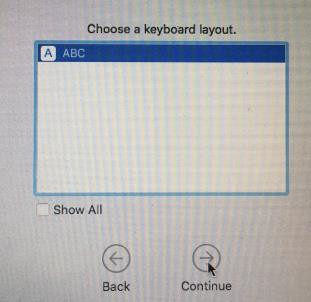 Choose a keyboard layout.
A ABC
Show All
Back
Continue